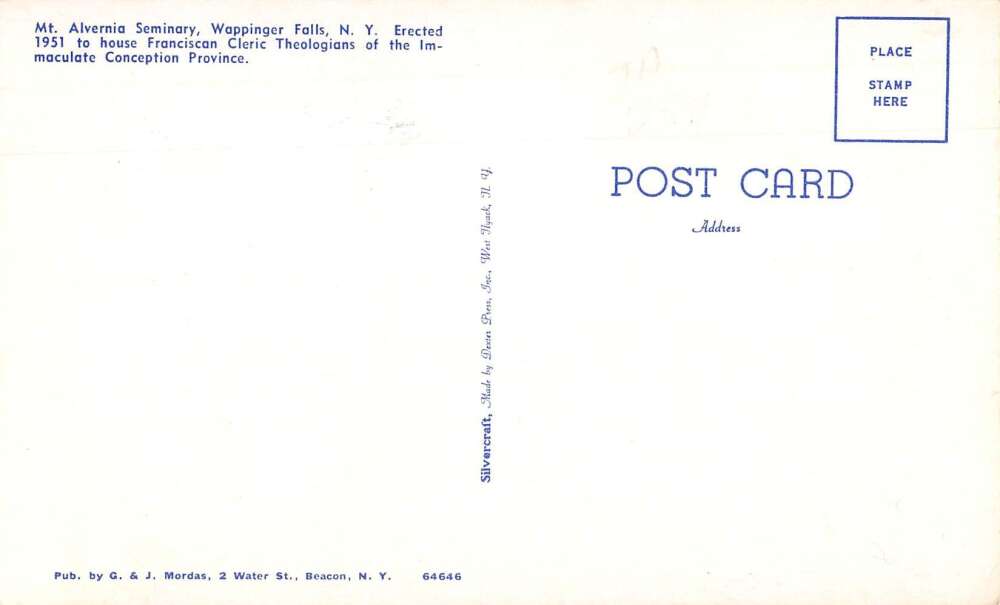 Mt. Alvernia Seminary, Wappinger Falls, N. Y. Erected
1951 to house Franciscan Cleric Theologians of the Im-
maculate Conception Province.
PLACE
STAMP
HERE
POST CARD
Address
Silvercraft, Made by Dexter Press, Inc., West Nyack, N. Y.
Pub. by G. & J. Mordas, 2 Water St., Beacon, N. Y. 64646